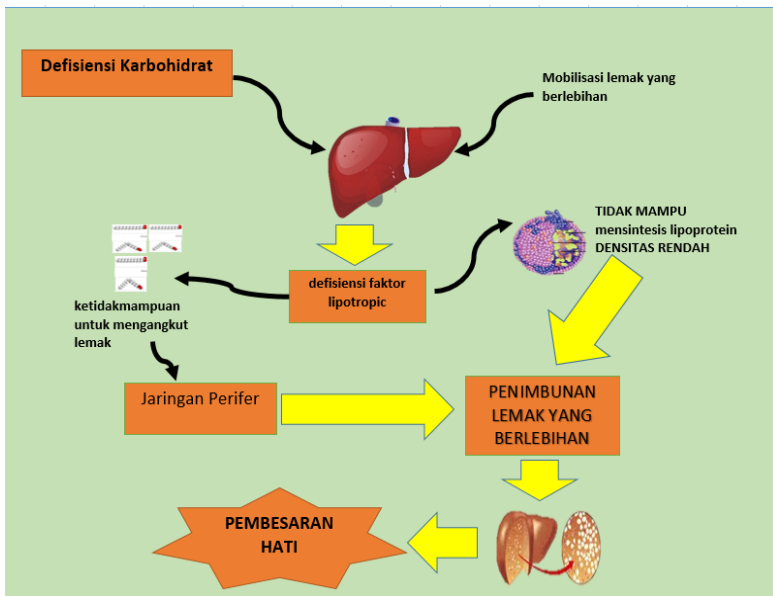 Defisiensi Karbohidrat
Mobilisasi lemak yang
berlebihan
TIDAK MAMPU
mensintesis lipoprotein
DENSITAS RENDAH
defisiensi faktor
lipotropic
ketidakmampuan
untuk mengangkut
lemak
Jaringan Perifer
PENIMBUNAN
LEMAK YANG
BERLEBIHAN
PEMBESARAN
HATI